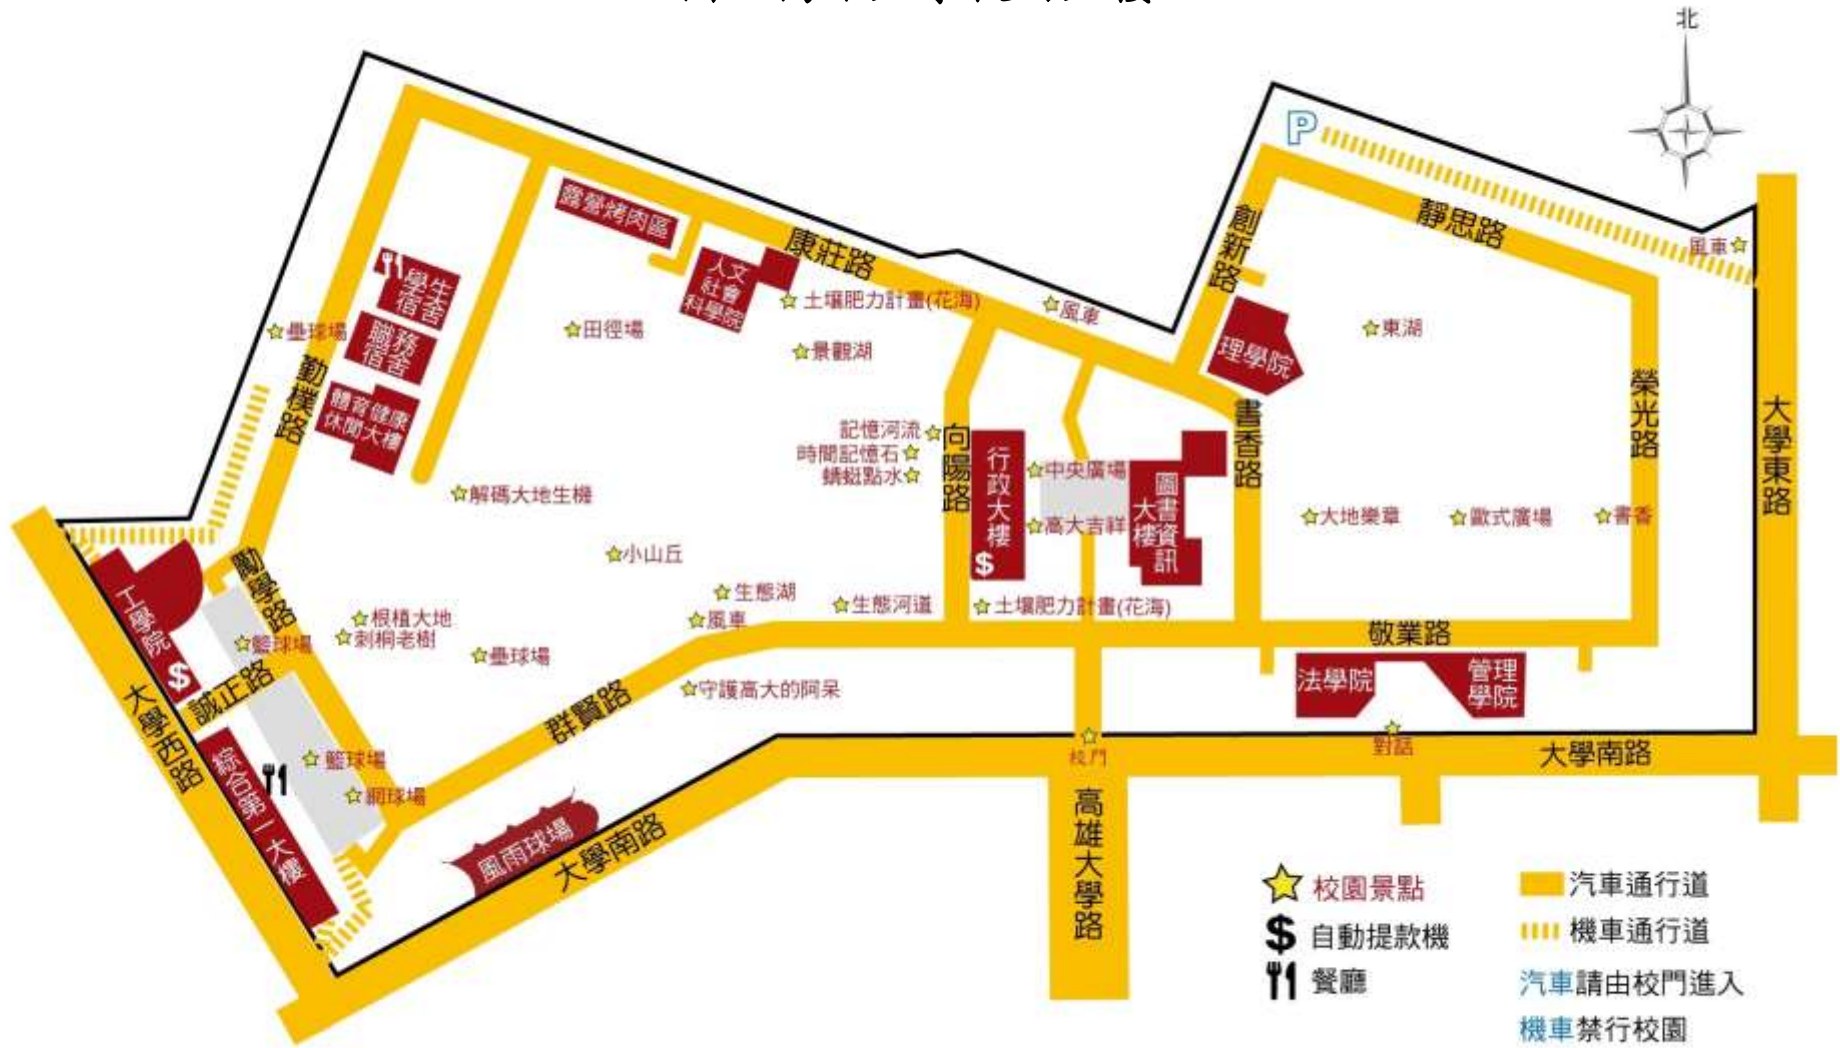 北
P
靜思路
創新路
風車
露營烤肉區
康莊路
人文
社會
科學院
土壤肥力計畫(花海)
風車
學生
宿舍
職務
宿舍
壘球場
田徑場
景觀湖
理學院
東湖
勤樸路
體育健康
休閒大樓
榮光路
大學東路
書香路
記憶河流
時間記憶石
蜻蜓點水
向陽路
行政大樓
$
中央廣場
高大吉祥
圖書資訊
大樓
解碼大地生機
大地樂章
歐式廣場
書香
小山丘
勵學路
工學院
$
生態湖
風車
生態河道
土壤肥力計畫(花海)
根植大地
刺桐老樹
籃球場
壘球場
敬業路
誠正路
大學西路
守護高大的阿呆
法學院
管理
學院
群賢路
綜合第一大樓
籃球場
網球場
校門
對話
大學南路
風雨球場
大學南路
高雄大學路
校園景點
$ 自動提款機
餐廳
汽車通行道
機車通行道
汽車請由校門進入
機車禁行校園